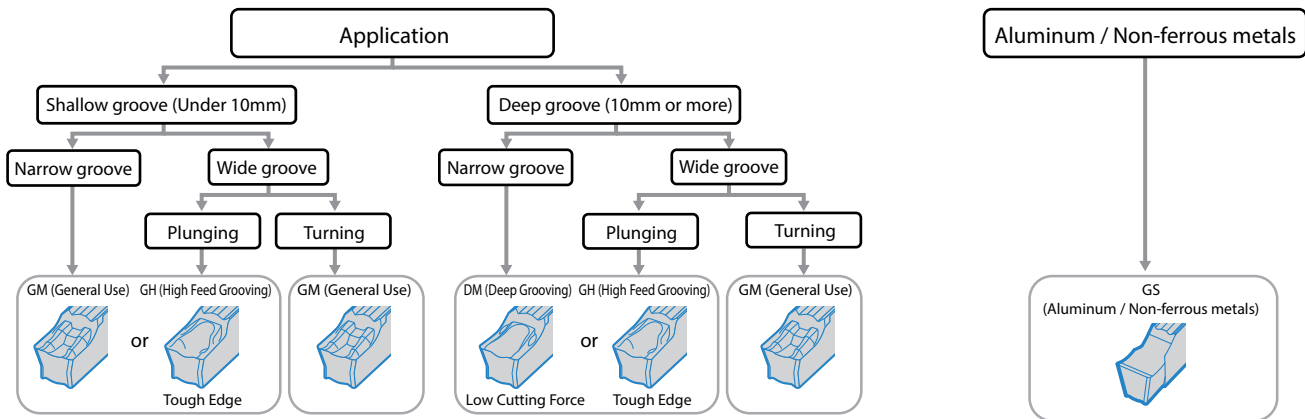 Application
Aluminum / Non-ferrous metals
Shallow groove (Under 10mm)
Deep groove (10mm or more)
Narrow groove
Wide groove
Narrow groove
Wide groove
Plunging
Turning
Plunging
Turning
GM (General Use)
GH (High Feed Grooving)
GM (General Use)
DM (Deep Grooving)
GH (High Feed Grooving)
GM (General Use)
GS
(Aluminum / Non-ferrous metals)
or
or
Tough Edge
Low Cutting Force
Tough Edge